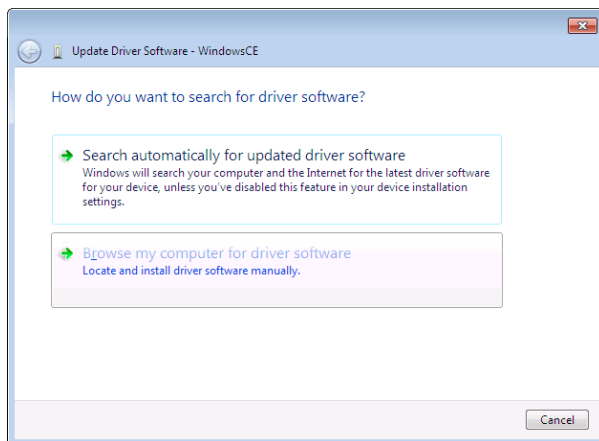 Update Driver Software - WindowsCE
How do you want to search for driver software?
Search automatically for updated driver software
Windows will search your computer and the Internet for the latest driver software
for your device, unless you've disabled this feature in your device installation
settings.
Browse my computer for driver software
Locate and install driver software manually.
Cancel